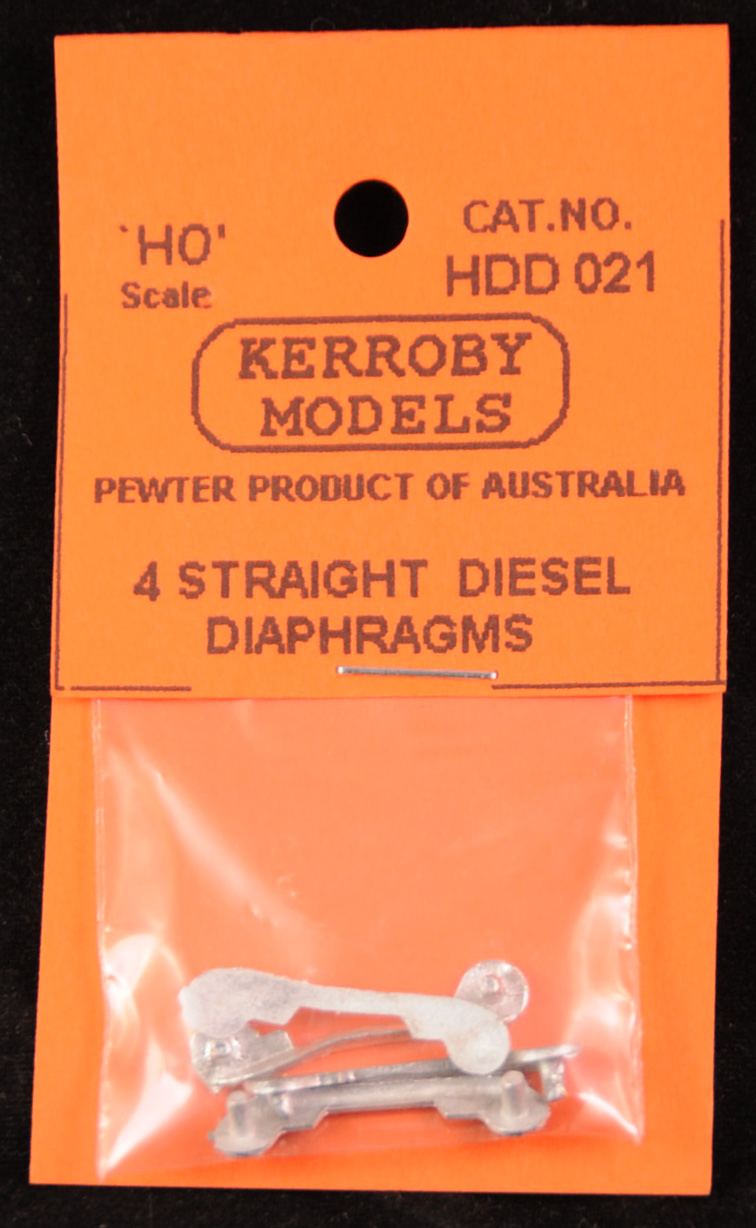 `HO'
Scale
CAT.NO.
HDD 021
KERROBY
MODELS
PEWTER PRODUCT OF AUSTRALIA
4 STRAIGHT DIESEL
DIAPHRAGMS